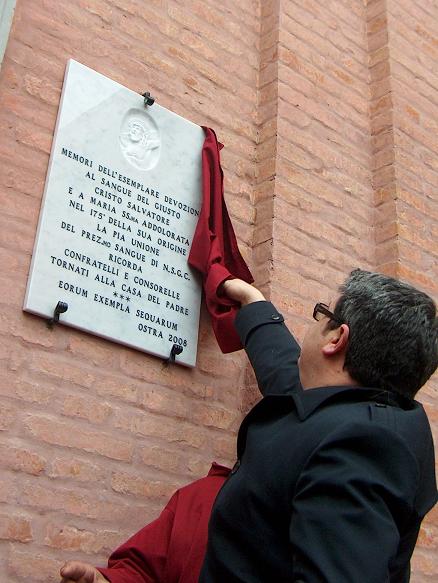 MEMORI DELL'ESEMPLARE DEVOZION
AL SANGUE DEL GIUSTO
CRISTO SALVATORE
E A MARIA SS.MA ADDOLORATA
NEL 175° DELLA SUA ORIGINE
LA PIA UNIONE
DEL PREZ.MO SANGUE DI N.S.G.C.
RICORDA
CONFRATELLI E CONSORELLE
TORNATI ALLA CASA DEL PADRE
***
EORUM EXEMPLA SEQUARUM
OSTRA 2008